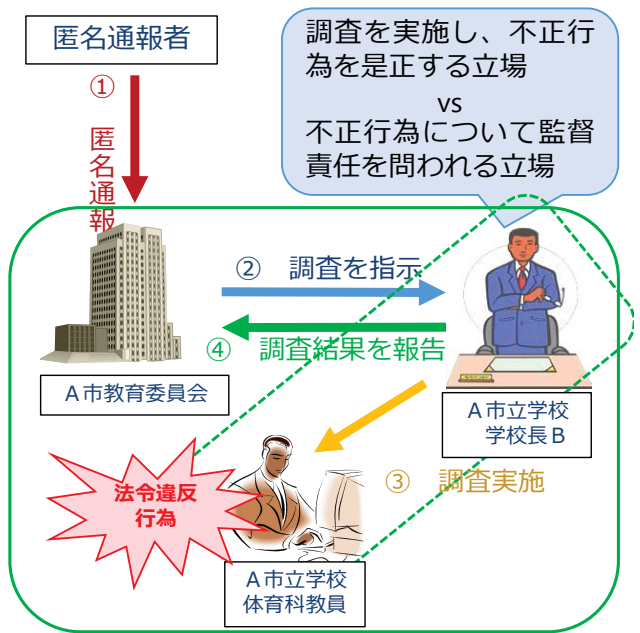 匿名通報者
①
匿名通報
調査を実施し、不正行
為を是正する立場
vs
不正行為について監督
責任を問われる立場
② 調査を指示
④ 調査結果を報告
A市教育委員会
A市立学校
学校長B
③ 調査実施
法令違反
行為
A市立学校
体育科教員